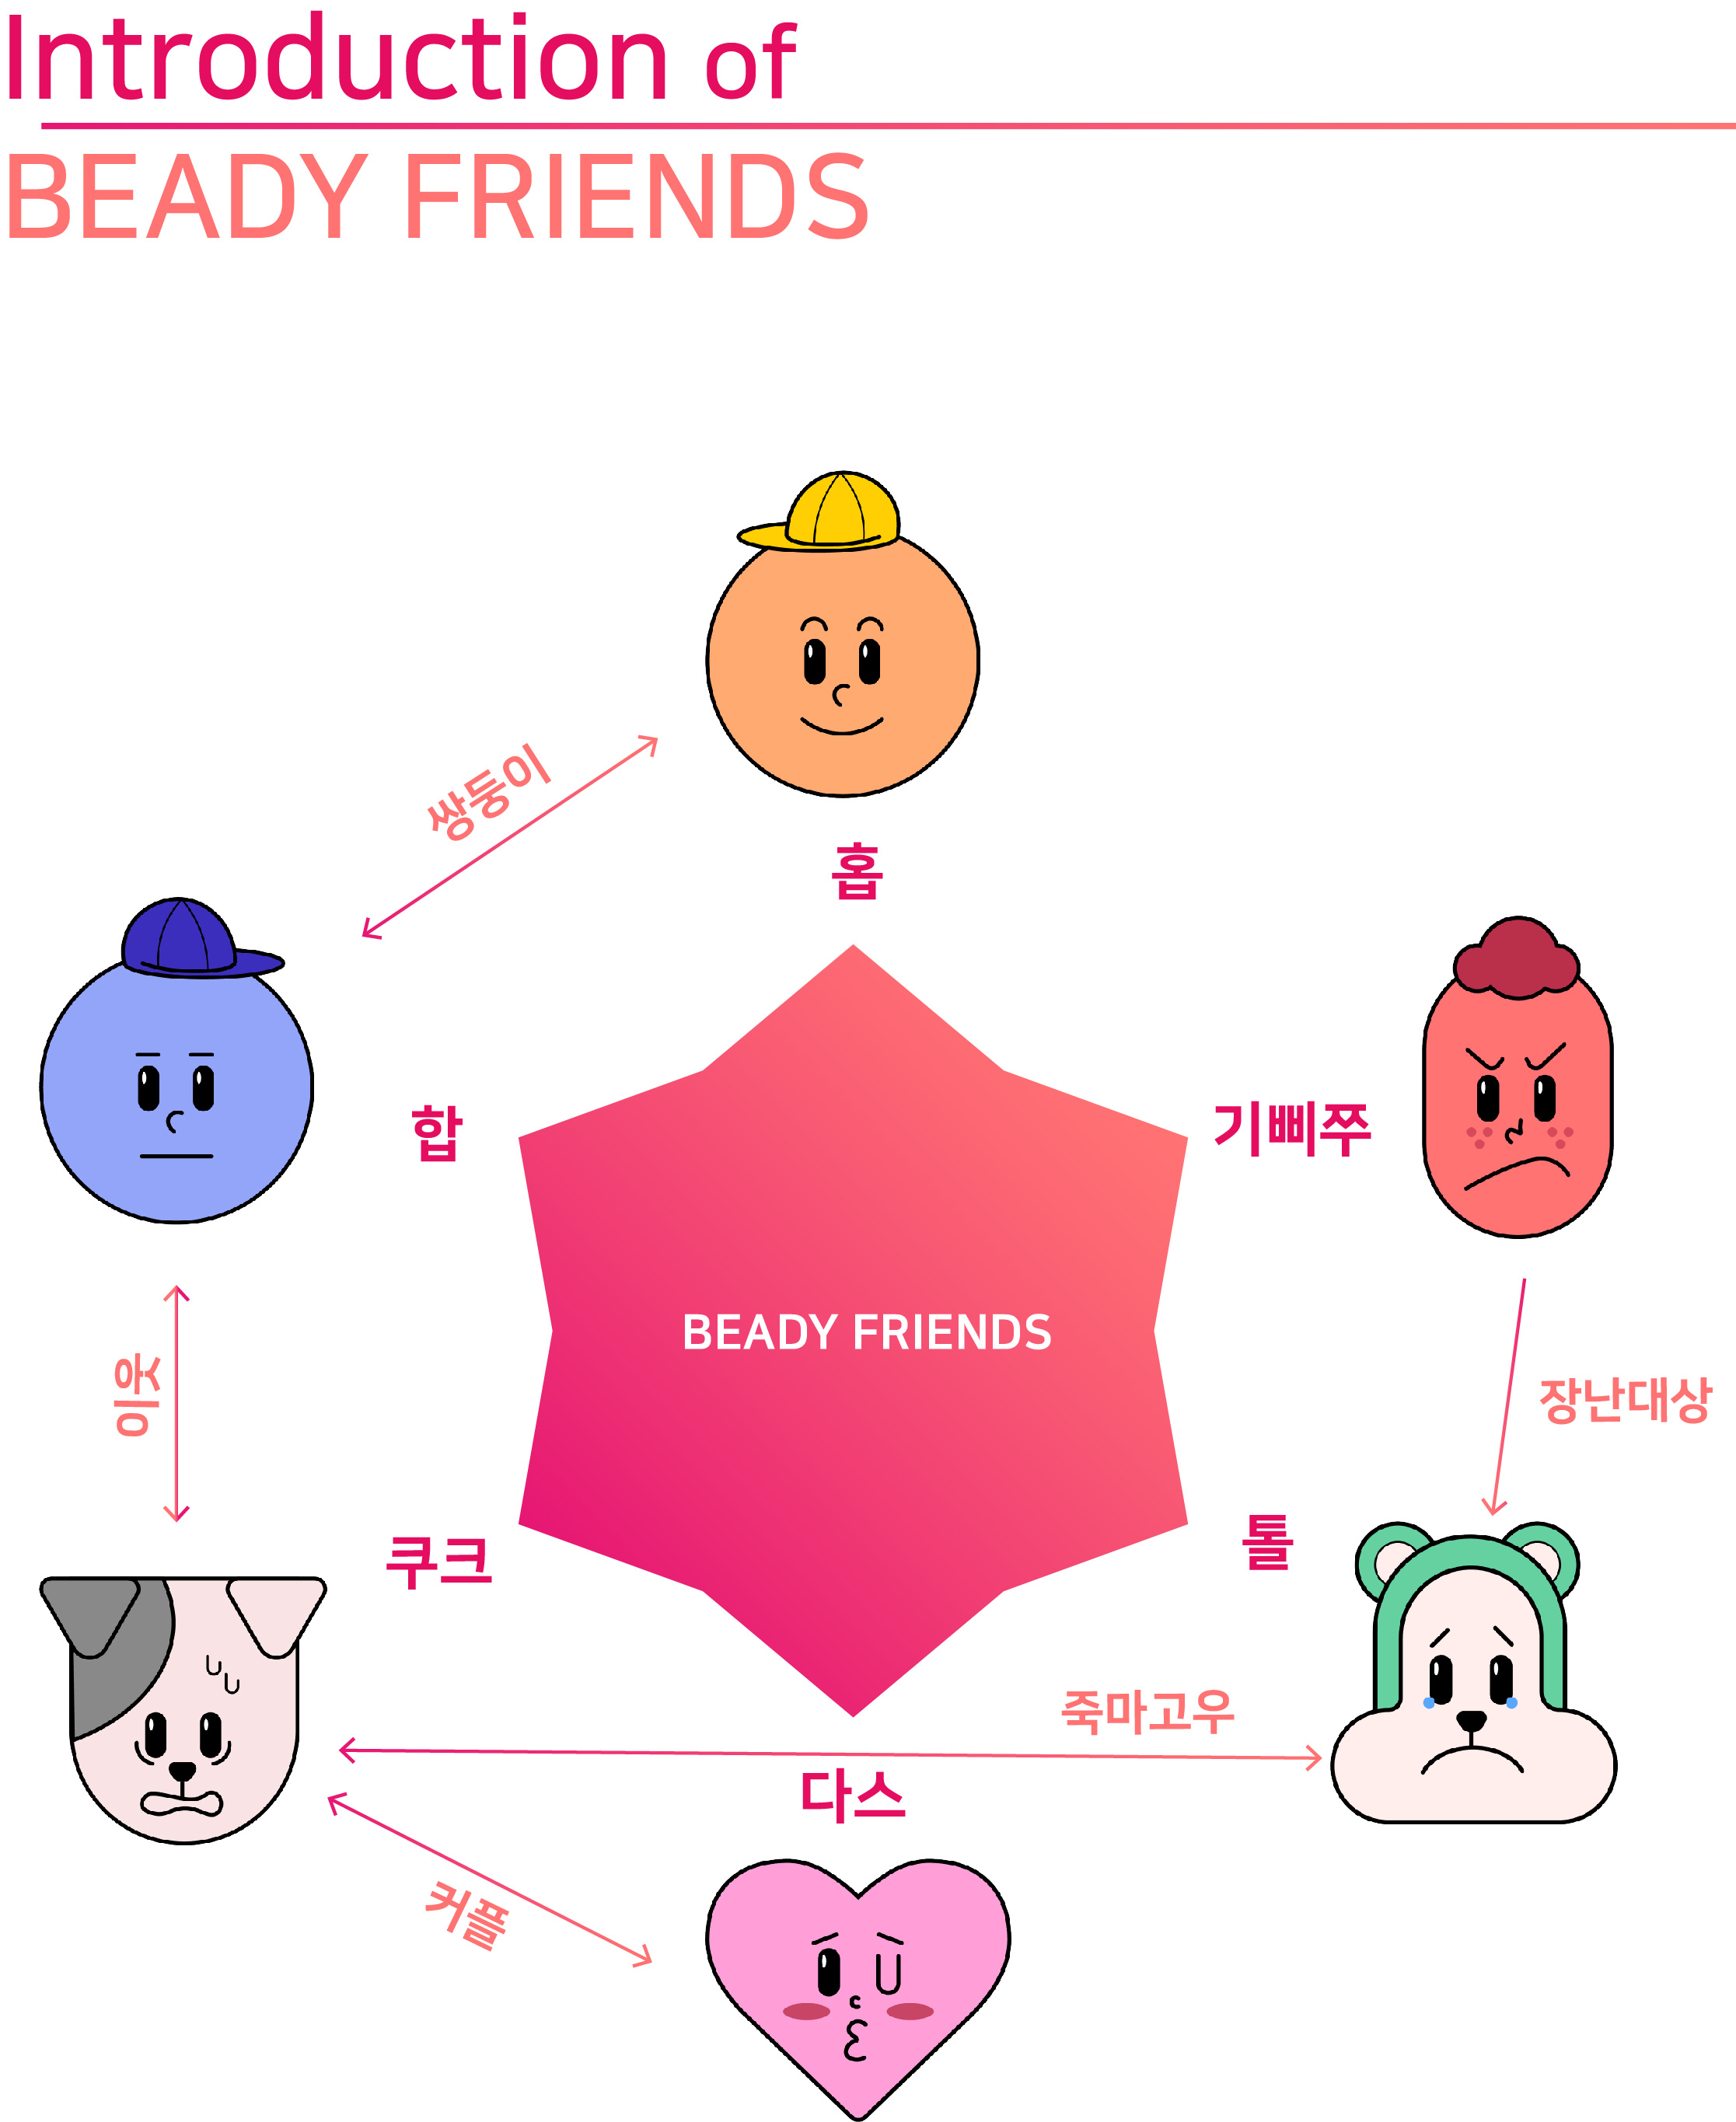 Introduction of
BEADY FRIENDS
쌍둥이
홉
합
기삐쭈
BEADY FRIENDS
이웃
장난대상
쿠크
톨
죽마고우
다스
커플